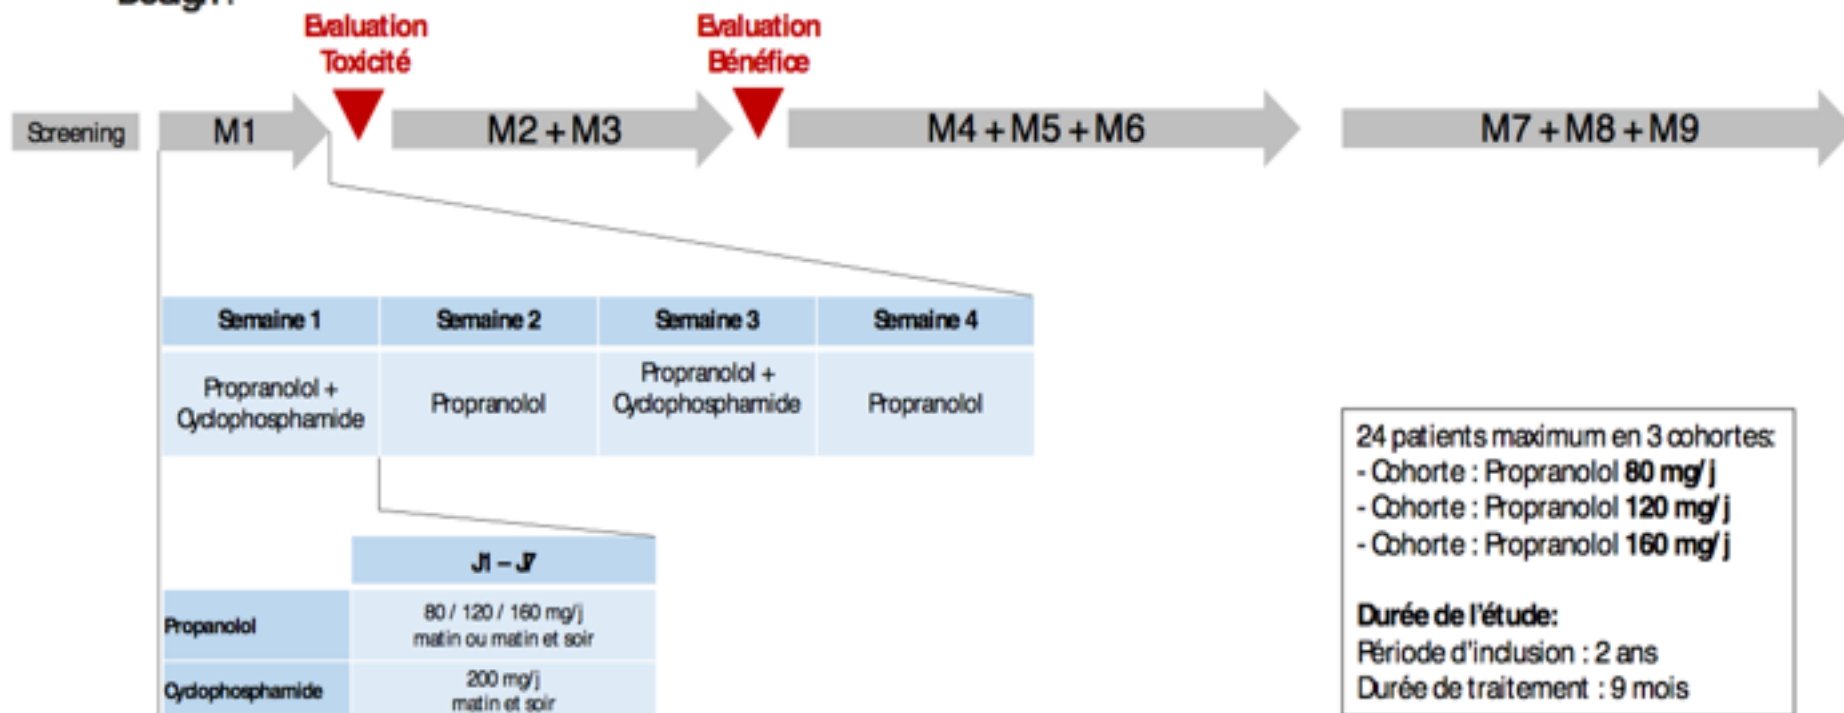 Design :
Evaluation
Toxicité
Evaluation
Bénéfice
Screening
M1
M2 + M3
M4 + M5 + M6
M7 + M8 + M9
Semaine 1
Semaine 2
Semaine 3
Semaine 4
Propranolol +
Cyclophosphamide
Propranolol
Propranolol +
Cyclophosphamide
Propranolol
J1 – J7
Propanolol
80 / 120 / 160 mg/j
matin ou matin et soir
Cyclophosphamide
200 mg/j
matin et soir
24 patients maximum en 3 cohortes:
- Cohorte : Propranolol 80 mg/j
- Cohorte : Propranolol 120 mg/j
- Cohorte : Propranolol 160 mg/j
Durée de l'étude:
Période d'inclusion : 2 ans
Durée de traitement : 9 mois